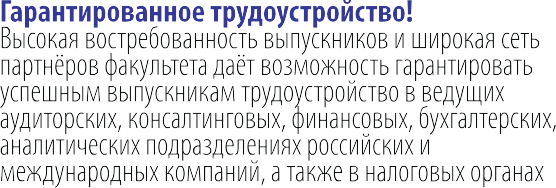 Гарантированное трудоустройство!
Высокая востребованность выпускников и широкая сеть
партнёров факультета даёт возможность гарантировать
успешным выпускникам трудоустройство в ведущих
аудиторских, консалтинговых, финансовых, бухгалтерских,
аналитических подразделениях российских и
международных компаний, а также в налоговых органах